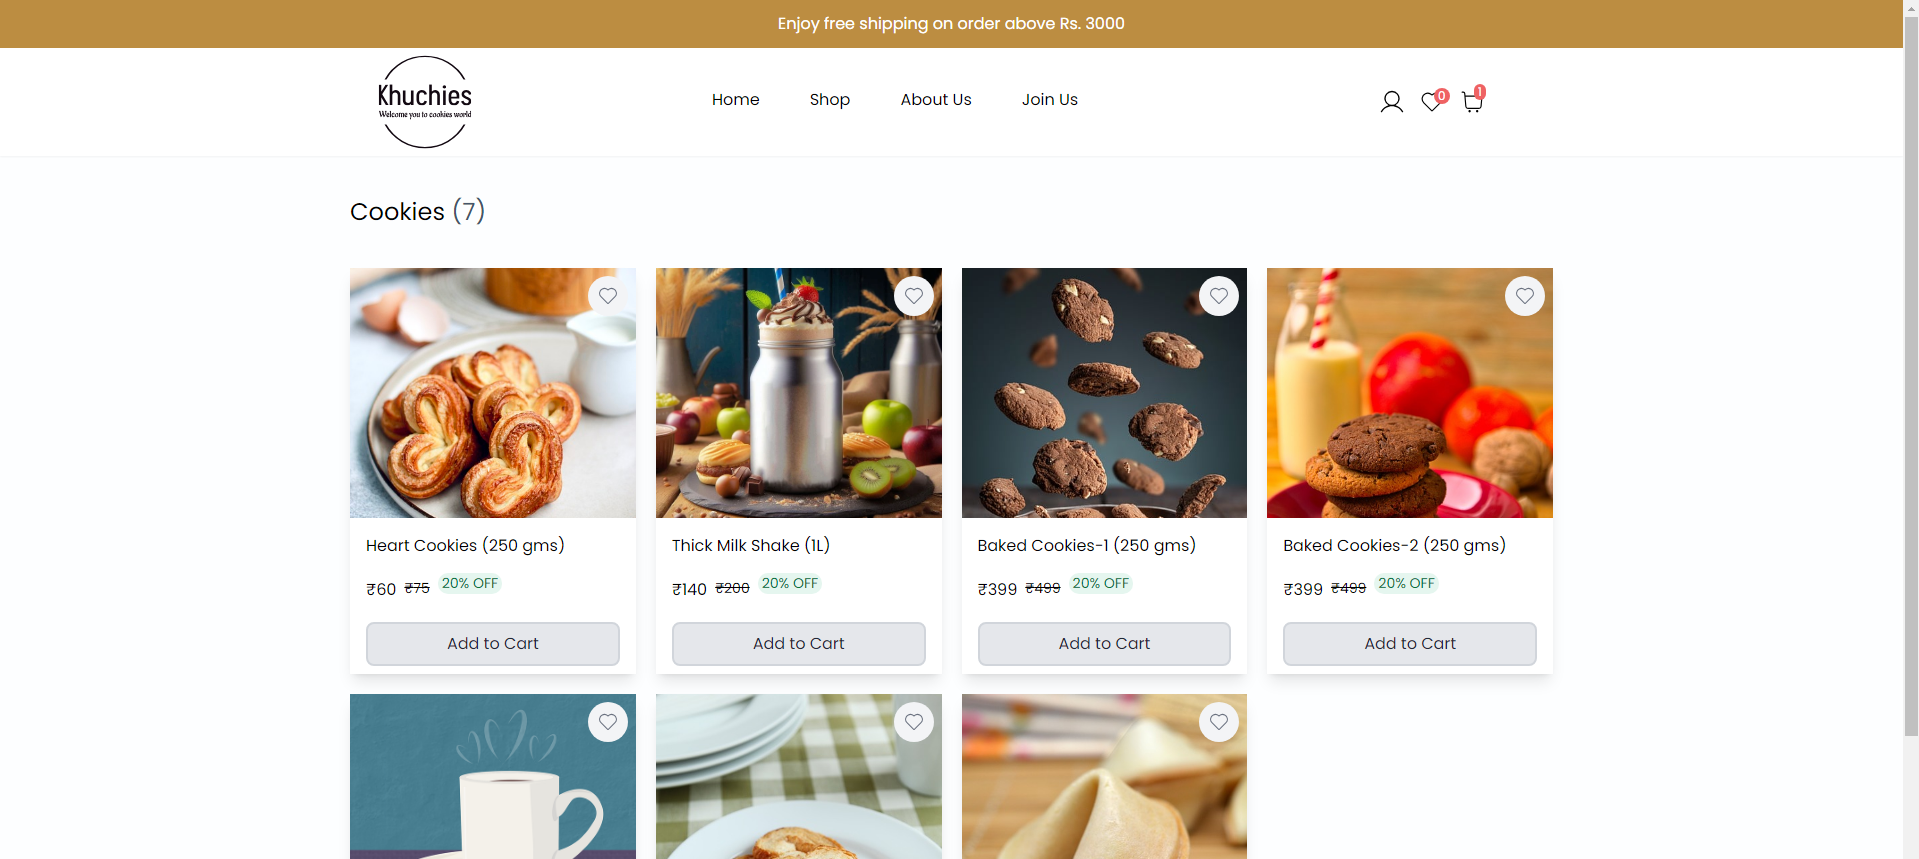 Enjoy free shipping on order above Rs. 3000
Khuchies
Welcome you to cookies world
Home Shop About Us Join Us
0 1
Cookies (7)
Heart Cookies (250 gms)
₹60 ₹75 20% OFF
Add to Cart
Thick Milk Shake (1L)
₹140 ₹200 20% OFF
Add to Cart
Baked Cookies-1 (250 gms)
₹399 ₹499 20% OFF
Add to Cart
Baked Cookies-2 (250 gms)
₹399 ₹499 20% OFF
Add to Cart